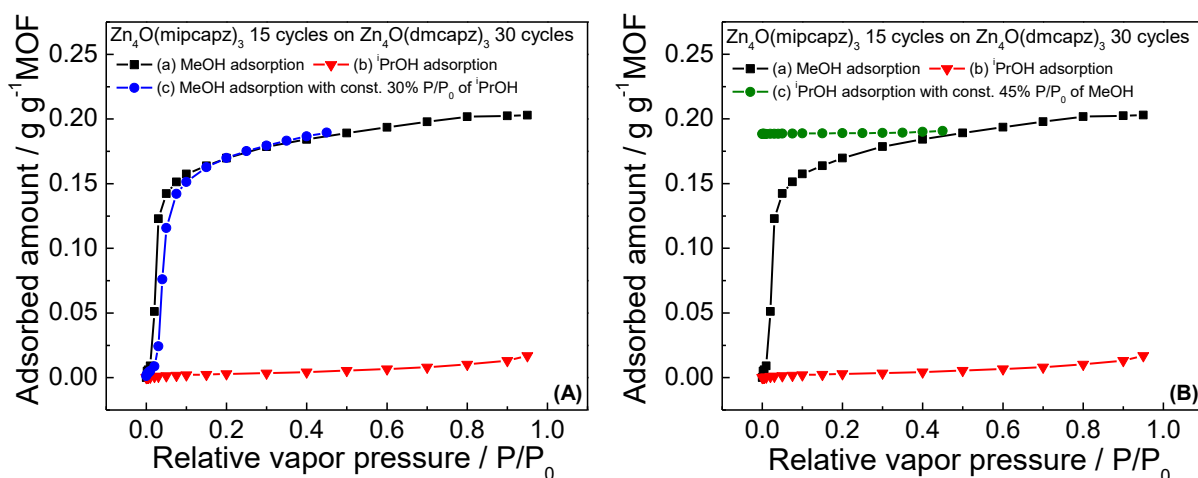 Zn₄O(mipcapz)₃ 15 cycles on Zn₄O(dmcapz)₃ 30 cycles
(a) MeOH adsorption (b) ⁱPrOH adsorption
(c) MeOH adsorption with const. 30% P/P₀ of ⁱPrOH
0.25
0.20
0.15
0.10
0.05
0.00
Adsorbed amount / g g⁻¹MOF
(A)
0.0 0.2 0.4 0.6 0.8 1.0
Relative vapor pressure / P/P₀
Zn₄O(mipcapz)₃ 15 cycles on Zn₄O(dmcapz)₃ 30 cycles
(a) MeOH adsorption (b) ⁱPrOH adsorption
(c) ⁱPrOH adsorption with const. 45% P/P₀ of MeOH
0.25
0.20
0.15
0.10
0.05
0.00
Adsorbed amount / g g⁻¹MOF
(B)
0.0 0.2 0.4 0.6 0.8 1.0
Relative vapor pressure / P/P₀